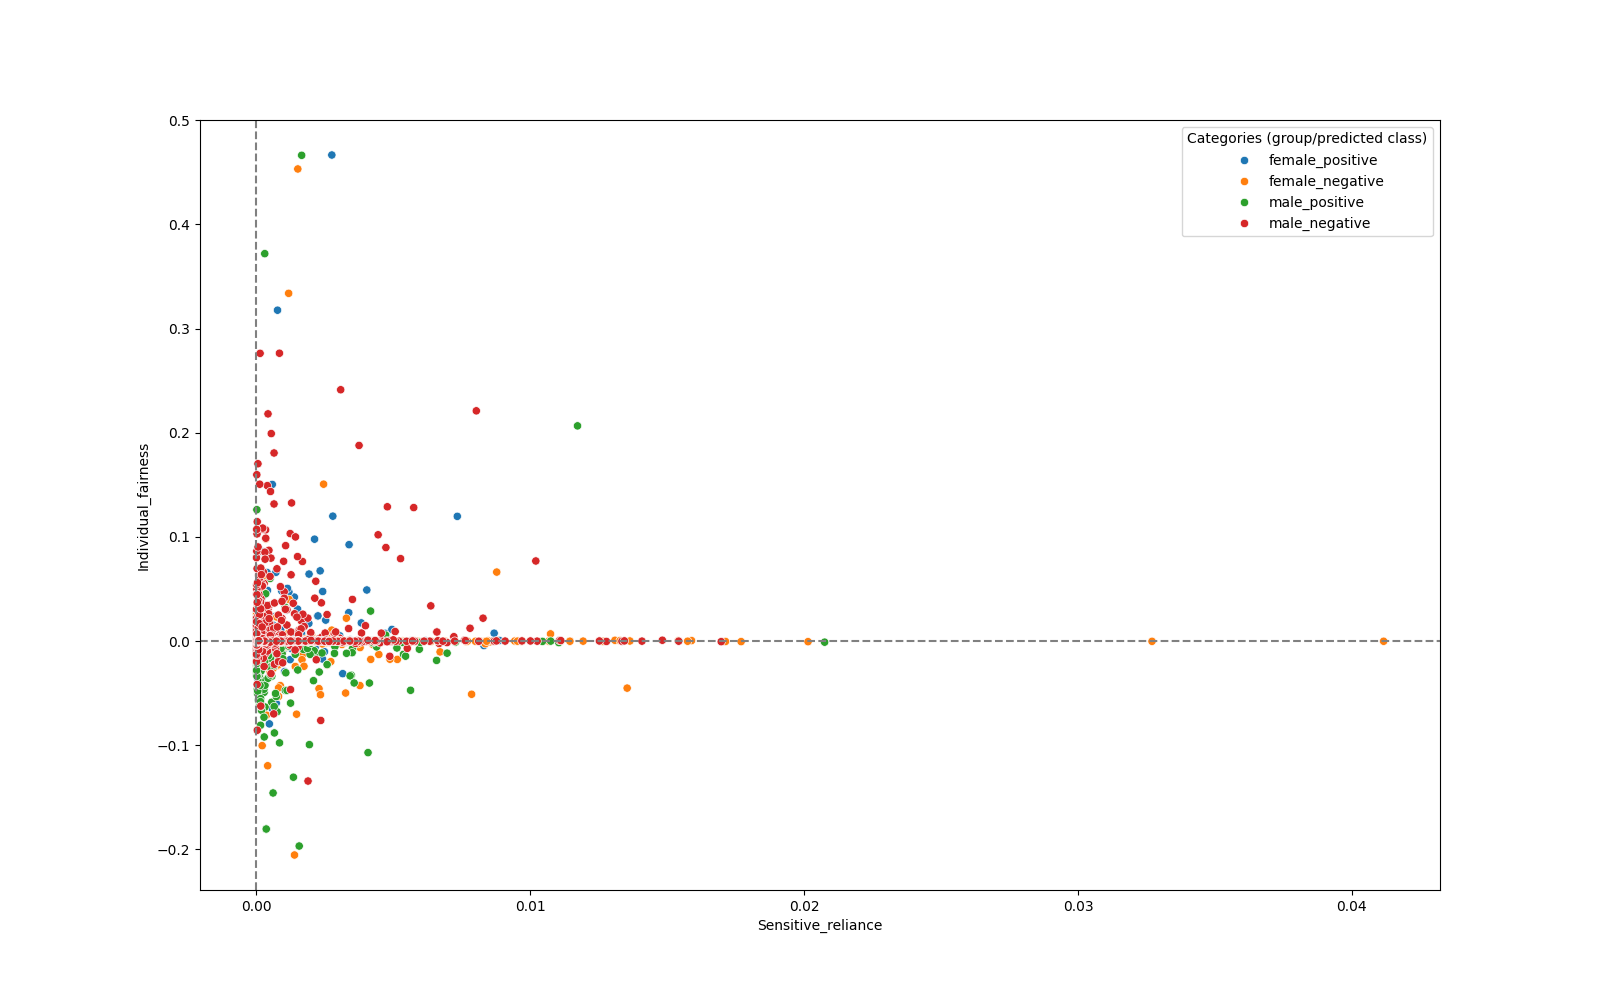 Categories (group/predicted class)
female_positive
female_negative
male_positive
male_negative
0.5
0.4
0.3
0.2
0.1
0.0
−0.1
−0.2
Individual_fairness
0.00
0.01
0.02
0.03
0.04
Sensitive_reliance